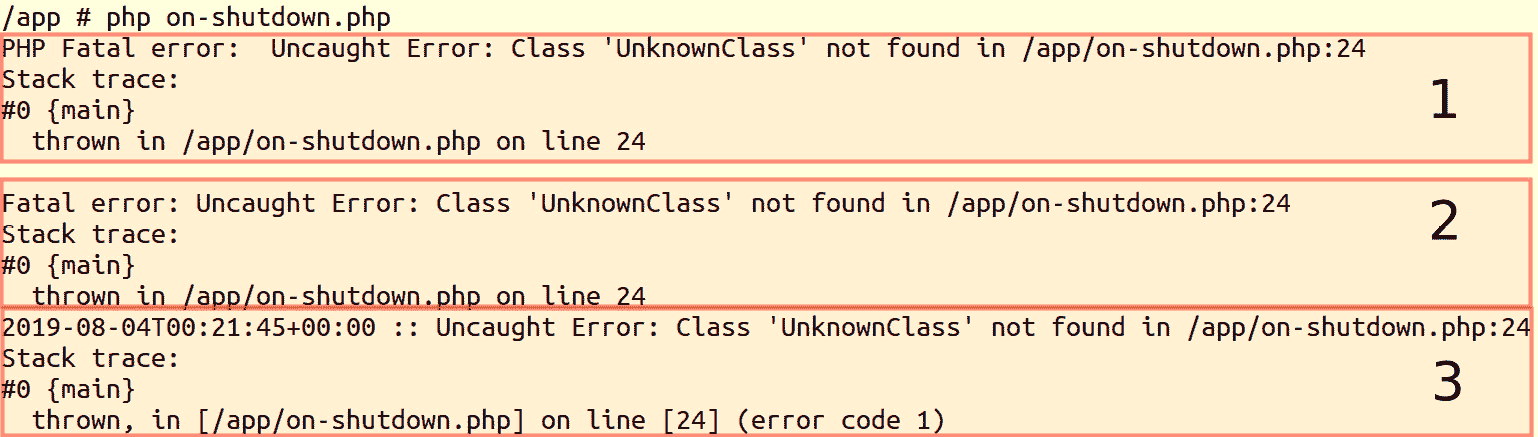 /app # php on-shutdown.php
PHP Fatal error:  Uncaught Error: Class 'UnknownClass' not found in /app/on-shutdown.php:24
Stack trace:
#0 {main}
  thrown in /app/on-shutdown.php on line 24
1
Fatal error: Uncaught Error: Class 'UnknownClass' not found in /app/on-shutdown.php:24
Stack trace:
#0 {main}
  thrown in /app/on-shutdown.php on line 24
2
2019-08-04T00:21:45+00:00 :: Uncaught Error: Class 'UnknownClass' not found in /app/on-shutdown.php:24
Stack trace:
#0 {main}
  thrown, in [/app/on-shutdown.php] on line [24] (error code 1)
3